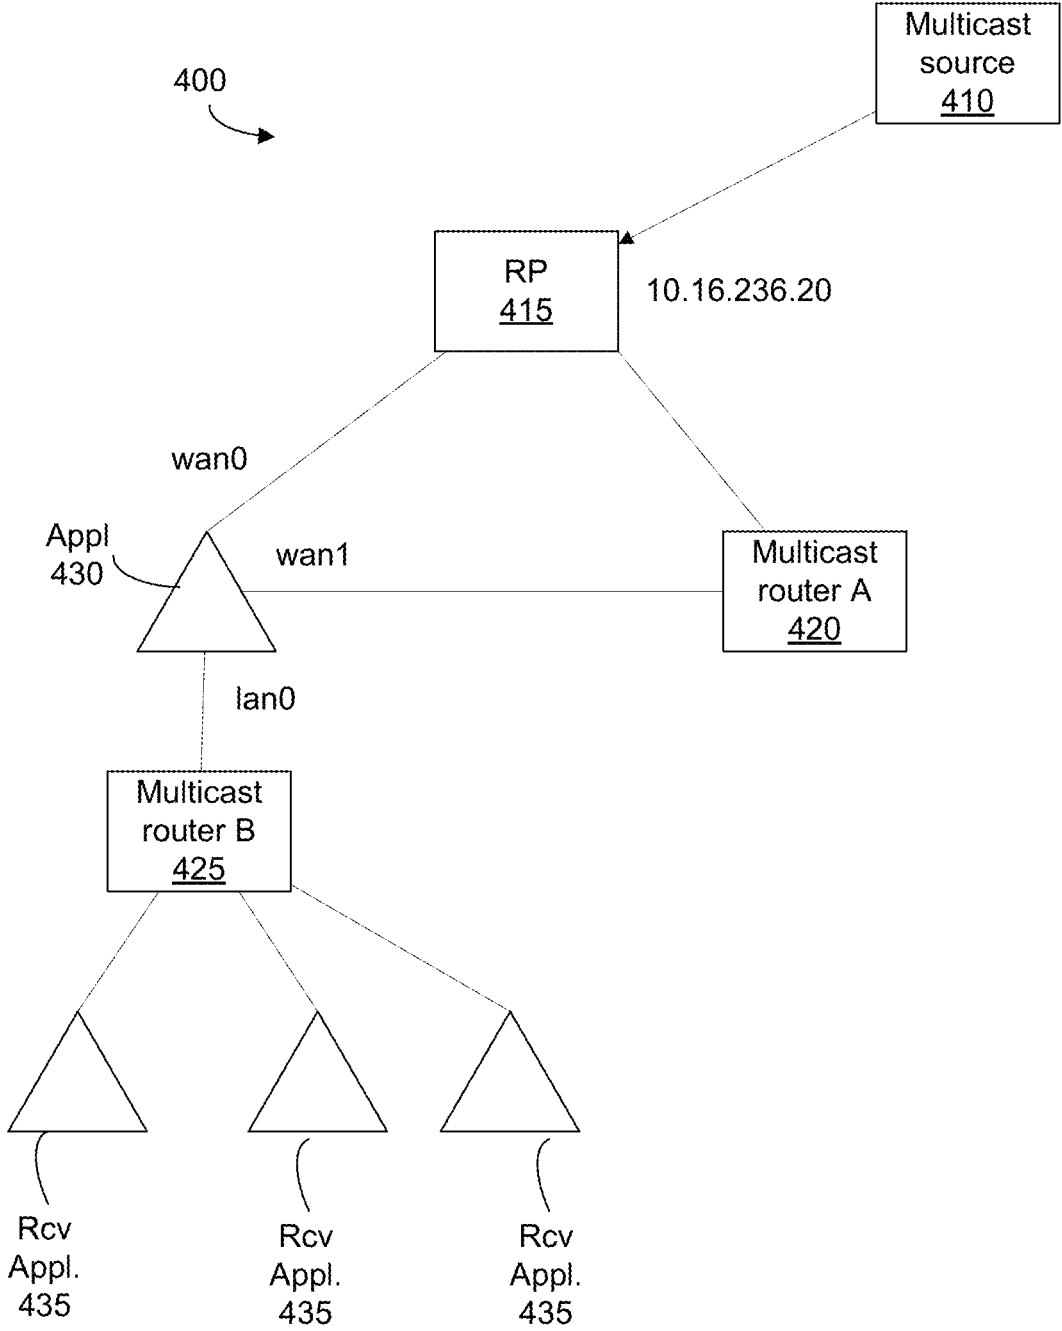 Multicast
source
410
400
RP
415
10.16.236.20
wan0
Appl
430
wan1
Multicast
router A
420
lan0
Multicast
router B
425
Rcv
Appl.
435
Rcv
Appl.
435
Rcv
Appl.
435